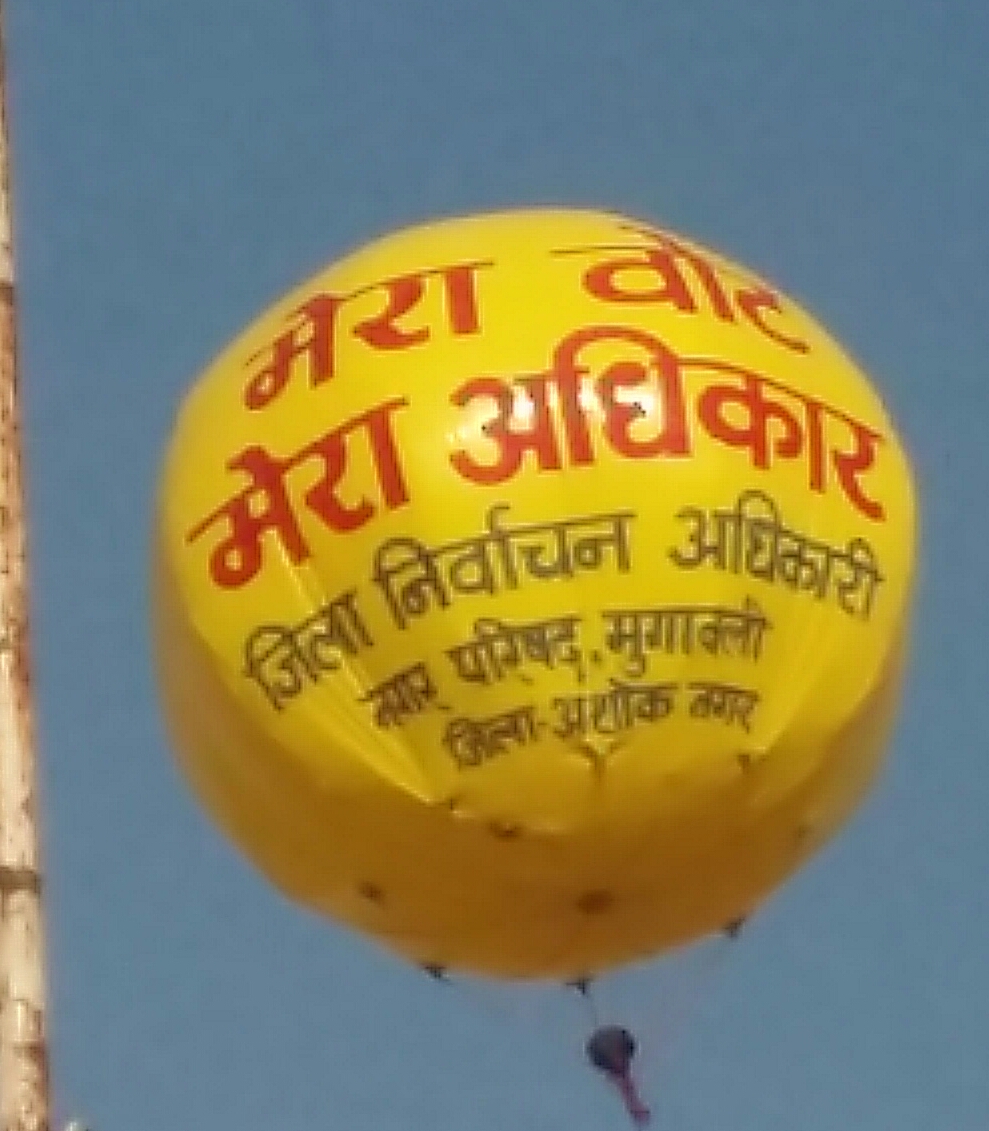 मेरा वोट
मेरा अधिकार
जिला निर्वाचन अधिकारी
नगर परिषद, मुंगावली
जिला-अशोक नगर